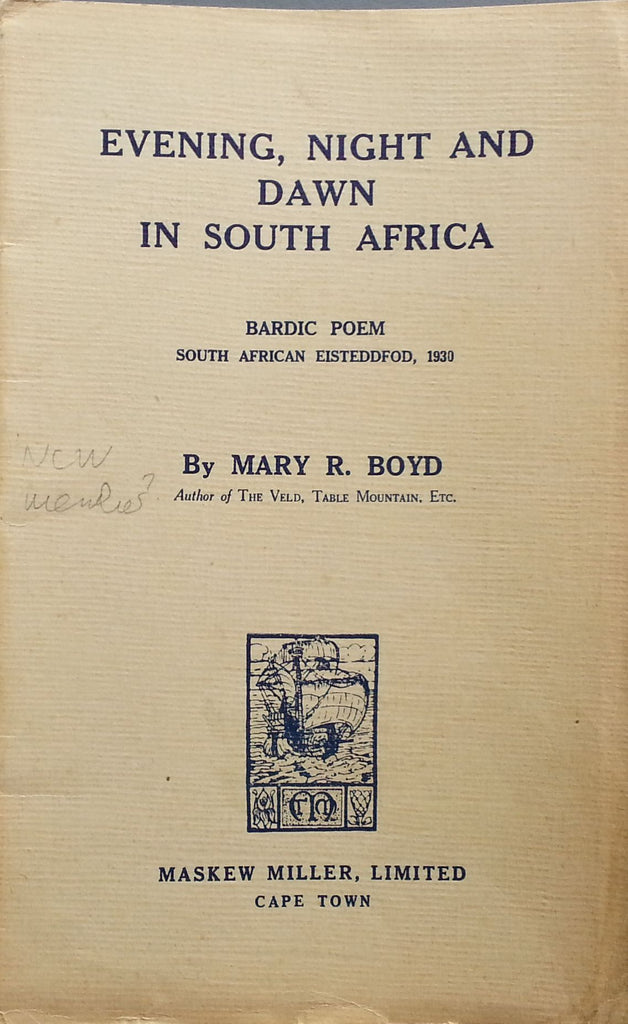 EVENING, NIGHT AND
DAWN
IN SOUTH AFRICA
BARDIC POEM
SOUTH AFRICAN EISTEDDFOD, 1930
New
By MARY R. BOYD
Author of THE VELD, TABLE MOUNTAIN, ETC.
MASKEW MILLER, LIMITED
CAPE TOWN